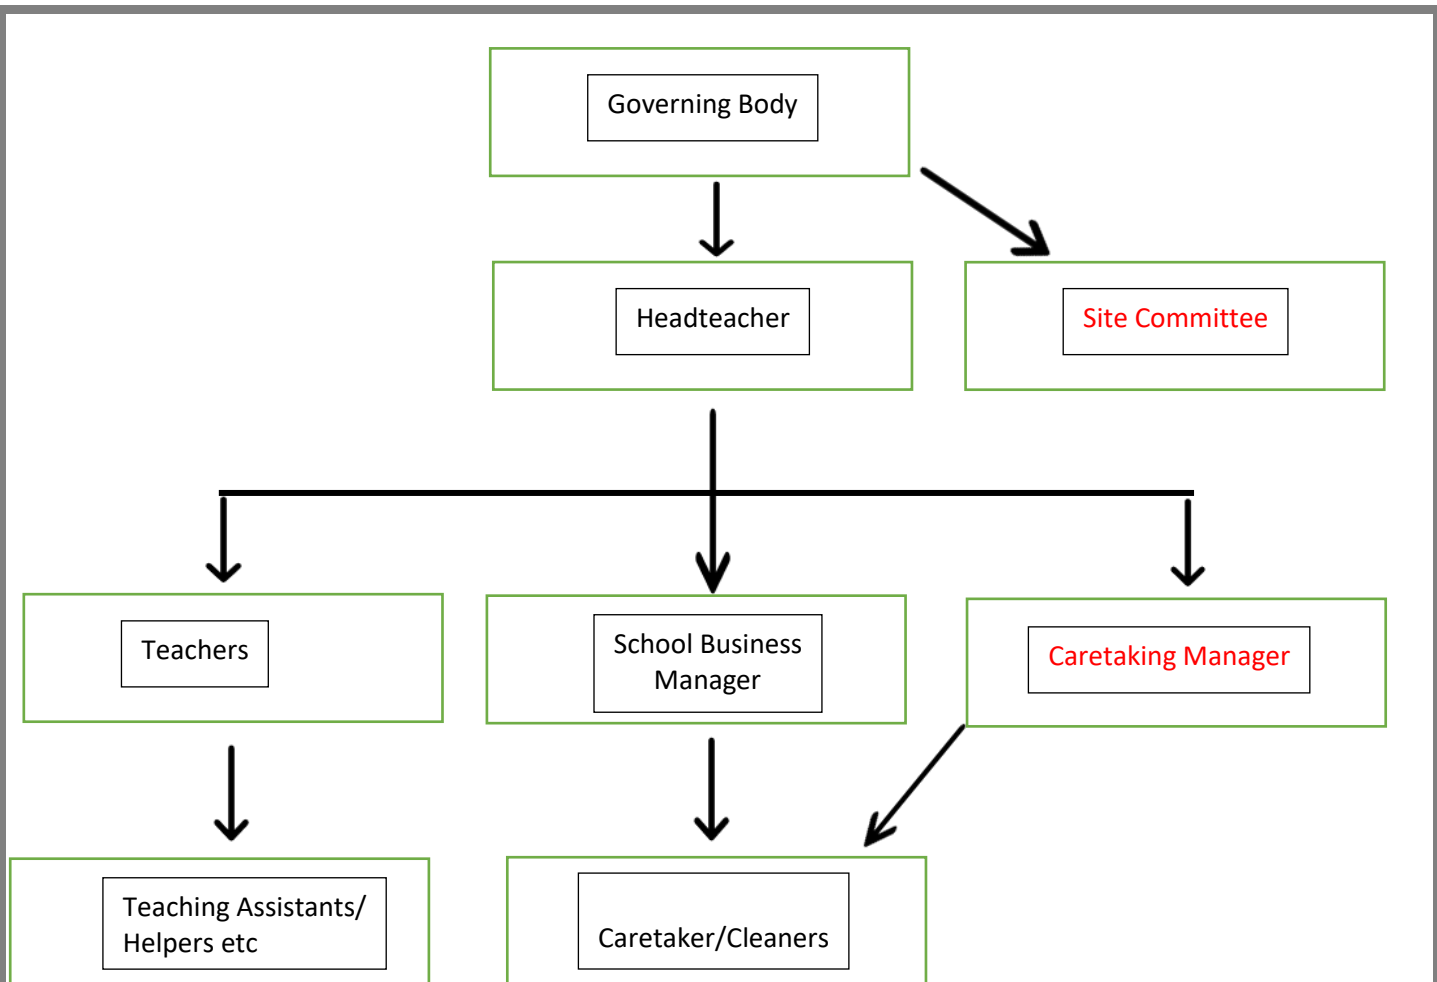 Governing Body
Headteacher
Site Committee
Teachers
School Business
Manager
Caretaking Manager
Teaching Assistants/
Helpers etc
Caretaker/Cleaners